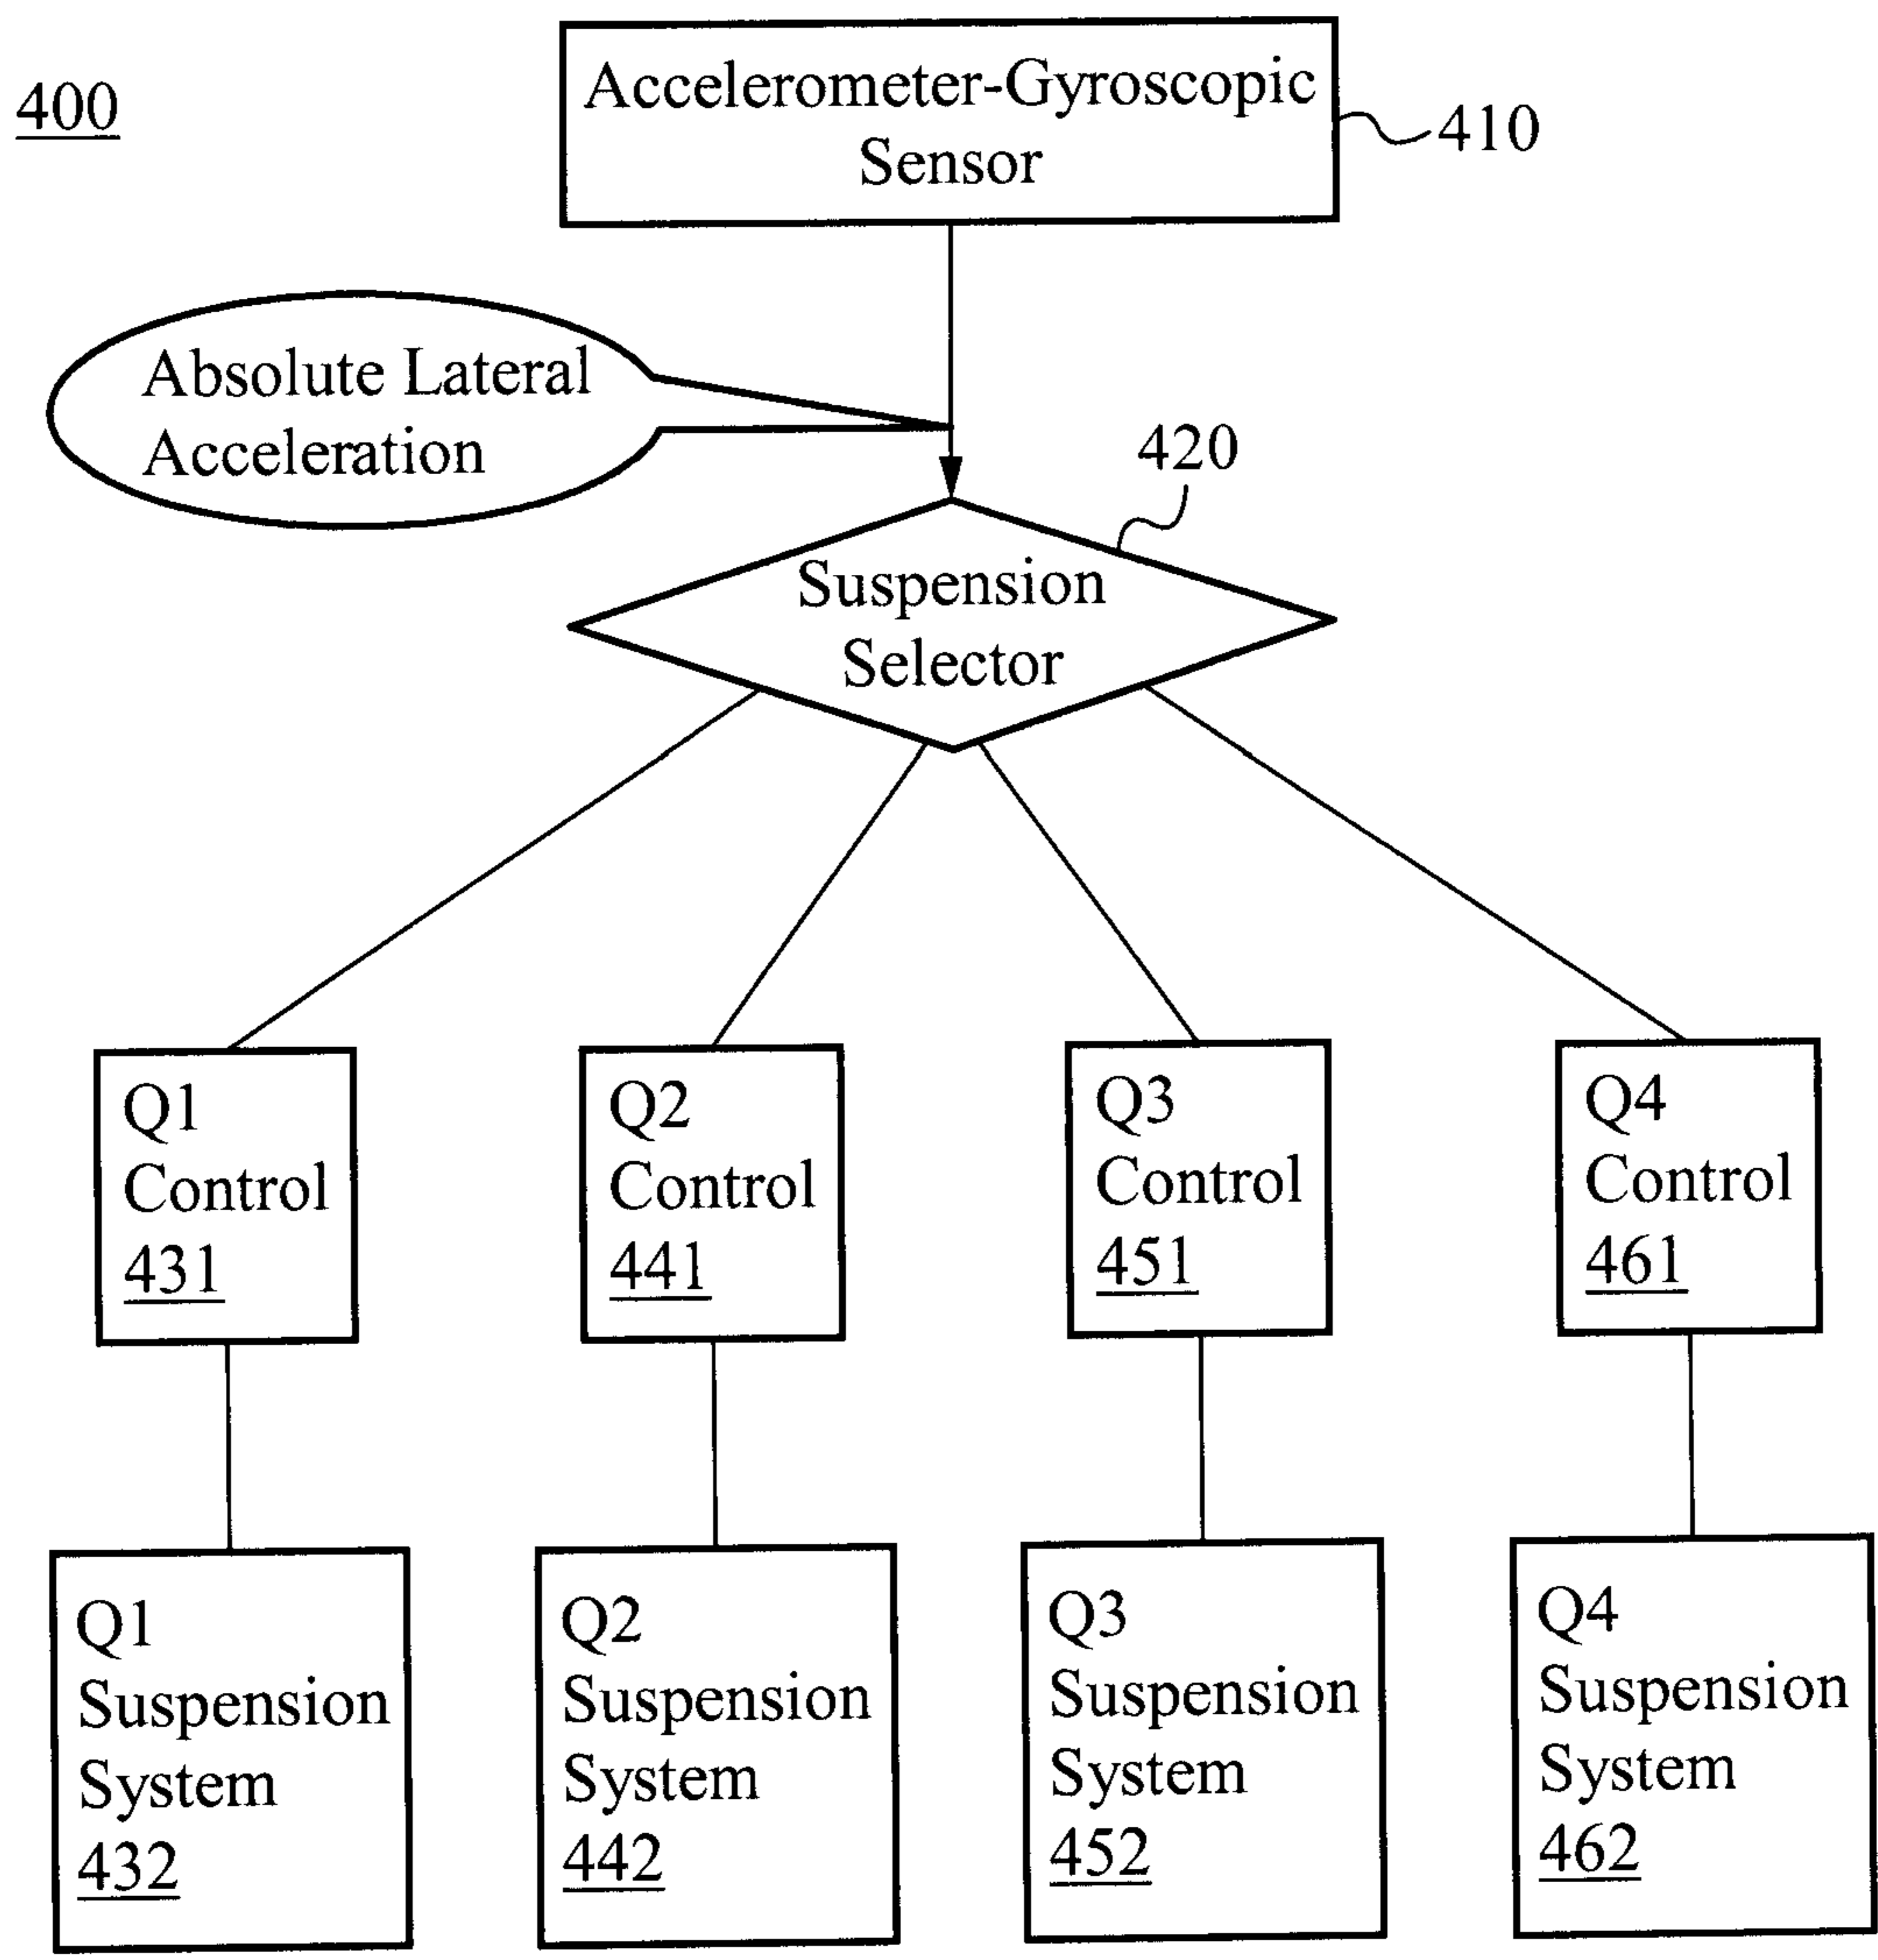 400
Accelerometer-Gyroscopic
Sensor
410
Absolute Lateral
Acceleration
420
Suspension
Selector
Q1
Control
431
Q2
Control
441
Q3
Control
451
Q4
Control
461
Q1
Suspension
System
432
Q2
Suspension
System
442
Q3
Suspension
System
452
Q4
Suspension
System
462